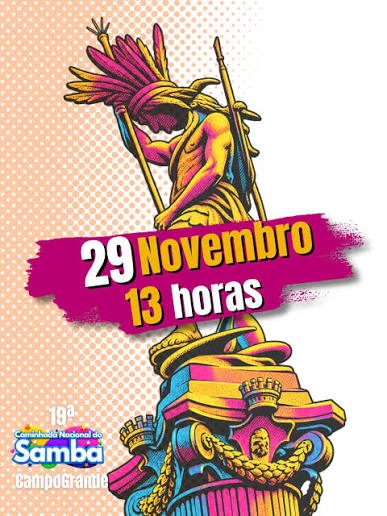 29 Novembro
13 horas
19ª
Caminhada Nacional do
Samba
CampoGrande